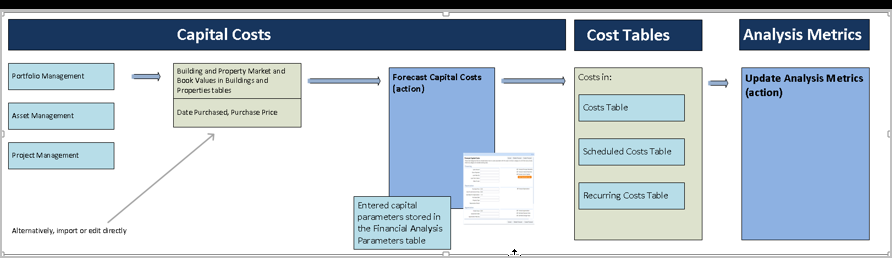 Capital Costs
Cost Tables
Analysis Metrics
Portfolio Management
Asset Management
Project Management
Building and Property Market and
Book Values in Buildings and
Properties tables
Date Purchased, Purchase Price
Alternatively, import or edit directly
Forecast Capital Costs
(action)
Entered capital
parameters stored in
the Financial Analysis
Parameters table
Costs in:
Costs Table
Scheduled Costs Table
Recurring Costs Table
Update Analysis Metrics
(action)